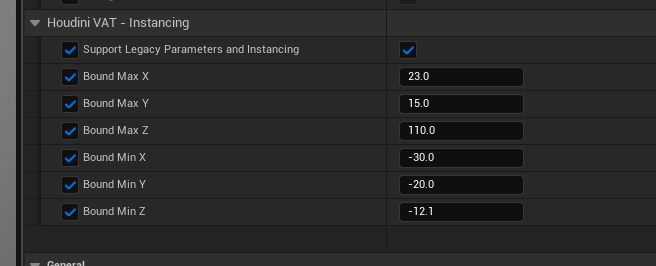 Houdini VAT - Instancing
Support Legacy Parameters and Instancing
Bound Max X 23.0
Bound Max Y 15.0
Bound Max Z 110.0
Bound Min X -30.0
Bound Min Y -20.0
Bound Min Z -12.1
General